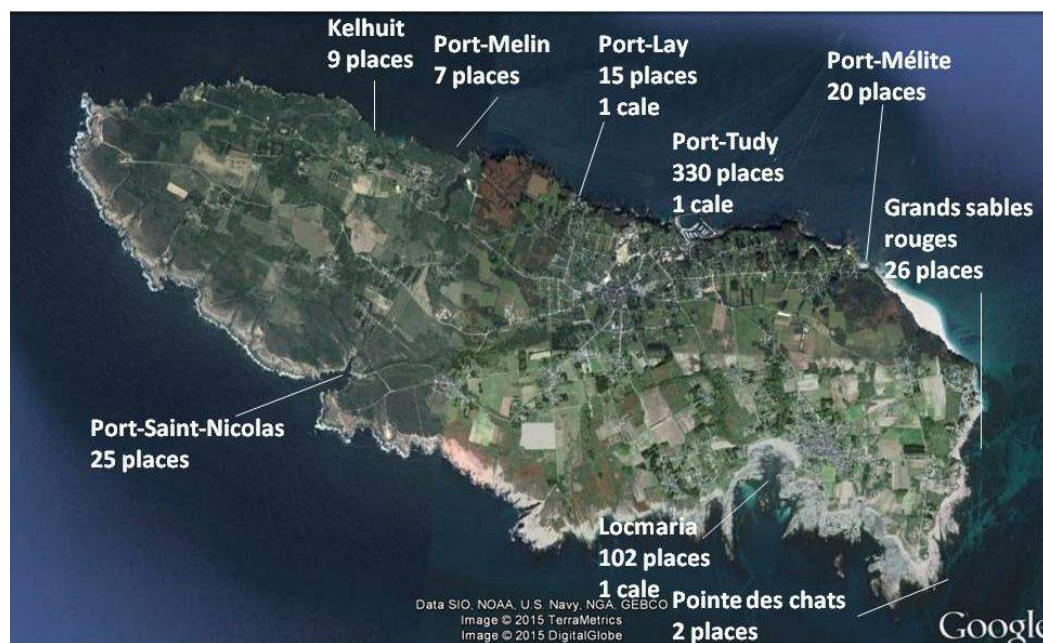 Kelhuit
9 places
Port-Melin
7 places
Port-Lay
15 places
1 cale
Port-Mélite
20 places
Port-Tudy
330 places
1 cale
Grands sables
rouges
26 places
Port-Saint-Nicolas
25 places
Locmaria
102 places
1 cale
Pointe des chats
2 places
Data SIO, NOAA, U.S. Navy, NGA, GEBCO
Image © 2015 TerraMetrics
Image © 2015 DigitalGlobe
Google